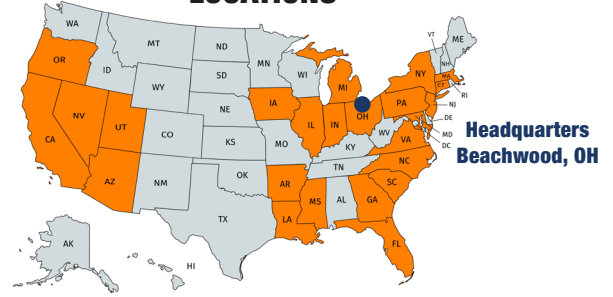 LOCATIONS
WA
MT
ND
MN
VT
ME
OR
ID
SD
WI
NH
NY
MA
CT
RI
WY
MI
IA
NE
PA
NJ
NV
UT
IL
IN
OH
DE
MD
DC
CO
KS
MO
WV
VA
KY
CA
Headquarters
Beachwood, OH
AZ
NM
OK
AR
TN
NC
SC
MS
AL
GA
TX
LA
FL
AK
HI